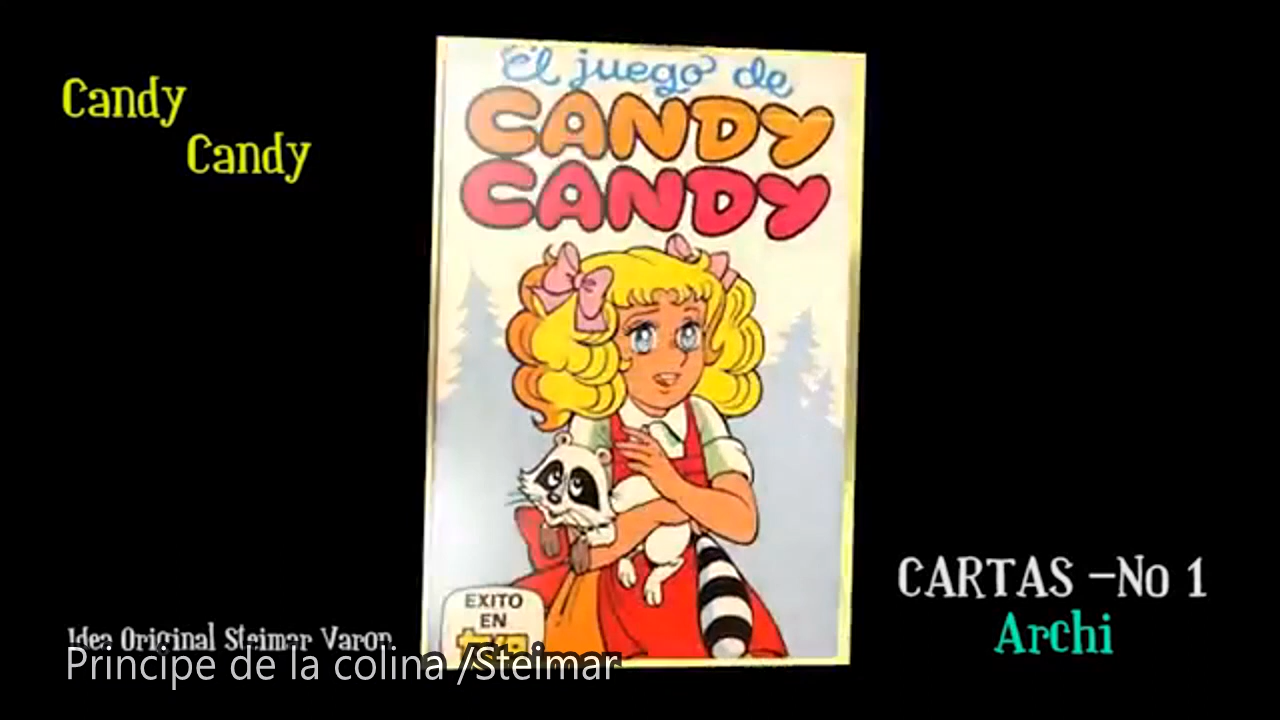 Candy
Candy
El juego de
CANDY
CANDY
EXITO
EN
CARTAS –No 1
Archi
Idea Original Steimar Varon
Principe de la colina /Steimar